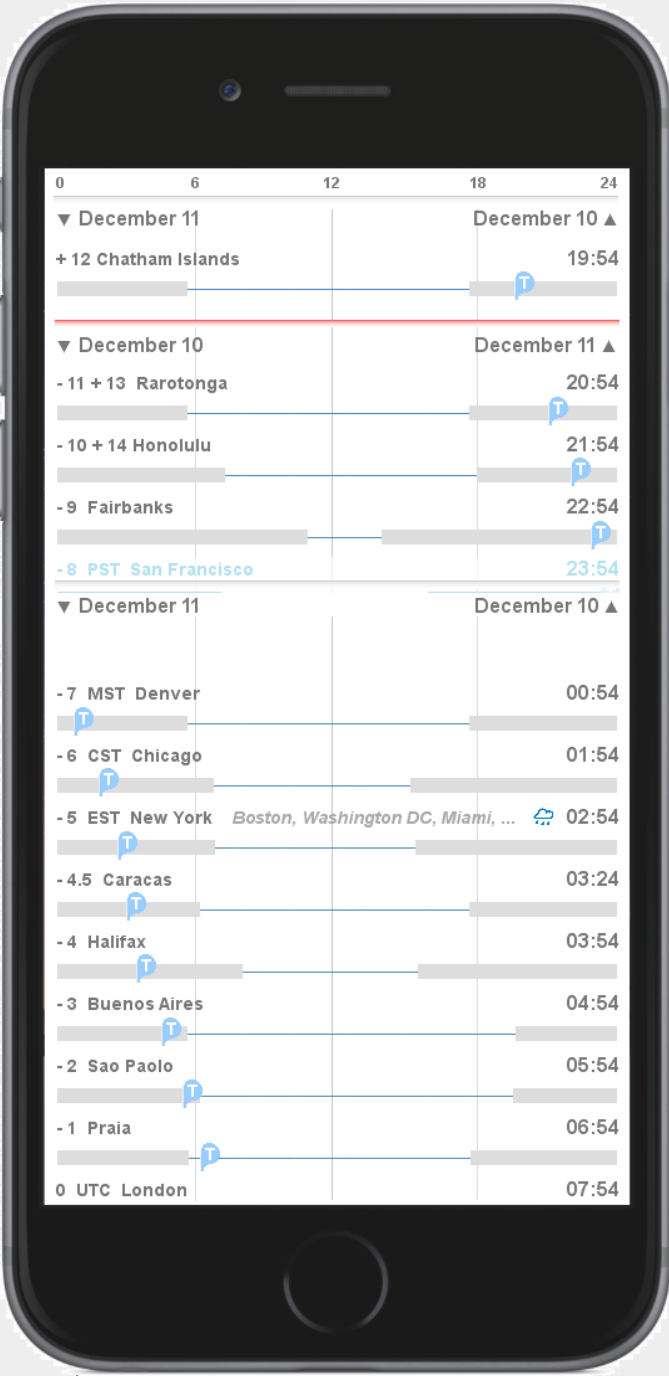 0 6 12 18 24
▼ December 11 December 10 ▲
+ 12 Chatham Islands 19:54
T
▼ December 10 December 11 ▲
- 11 + 13 Rarotonga 20:54
T
- 10 + 14 Honolulu 21:54
T
- 9 Fairbanks 22:54
T
- 8 PST San Francisco 23:54
▼ December 11 December 10 ▲
- 7 MST Denver 00:54
T
- 6 CST Chicago 01:54
T
- 5 EST New York Boston, Washington DC, Miami, ... 02:54
T
- 4.5 Caracas 03:24
T
- 4 Halifax 03:54
T
- 3 Buenos Aires 04:54
T
- 2 Sao Paolo 05:54
T
- 1 Praia 06:54
T
0 UTC London 07:54